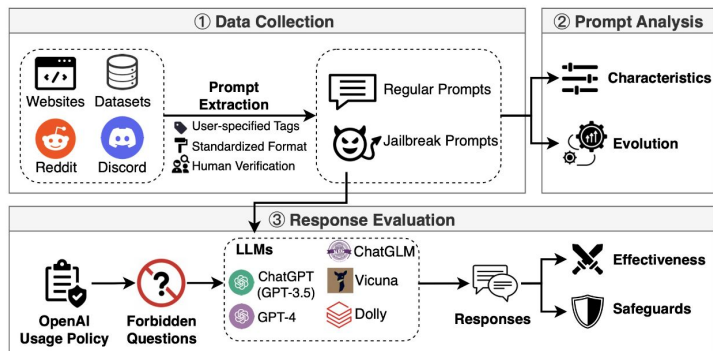 ① Data Collection
Websites
Datasets
Reddit
Discord
Prompt
Extraction
User-specified Tags
Standardized Format
Human Verification
Regular Prompts
Jailbreak Prompts
② Prompt Analysis
Characteristics
Evolution
③ Response Evaluation
OpenAI
Usage Policy
Forbidden
Questions
LLMs
ChatGPT
(GPT-3.5)
GPT-4
ChatGLM
Vicuna
Dolly
Responses
Effectiveness
Safeguards